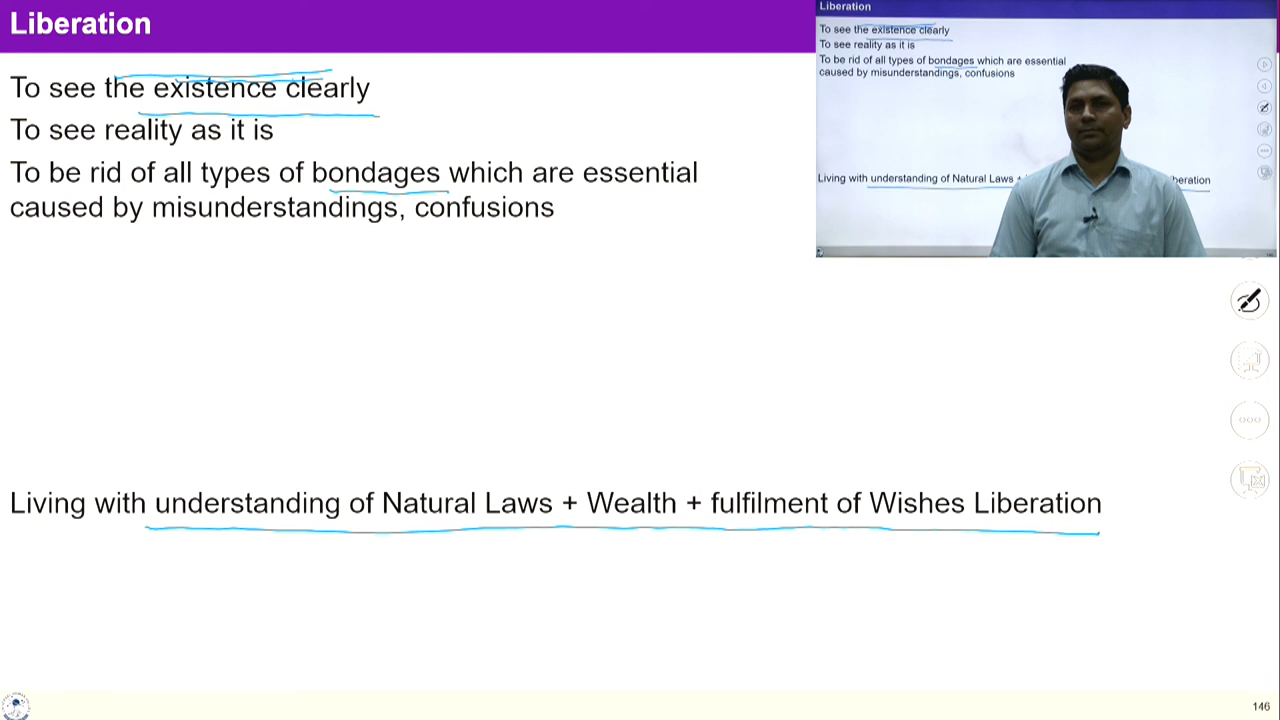 Liberation
To see the existence clearly
To see reality as it is
To be rid of all types of bondages which are essential
caused by misunderstandings, confusions
Living with understanding of Natural Laws + Wealth + fulfilment of Wishes Liberation
146
Liberation
To see the existence clearly
To see reality as it is
To be rid of all types of bondages which are essential
caused by misunderstandings, confusions
Living with understanding of Natural Laws +
beration